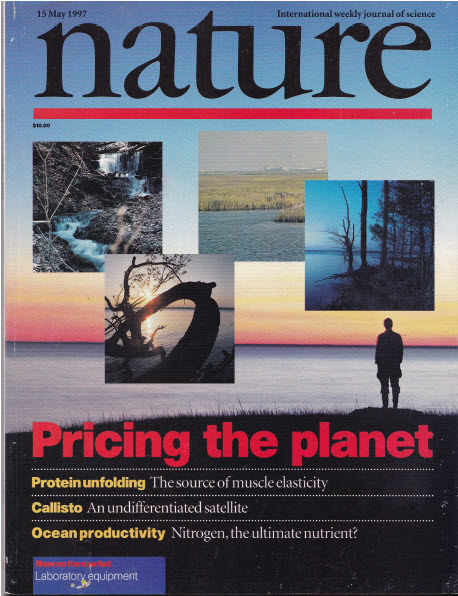 15 May 1997
International weekly journal of science
nature
$10.00
Pricing the planet
Protein unfolding The source of muscle elasticity
Callisto An undifferentiated satellite
Ocean productivity Nitrogen, the ultimate nutrient?
New on the market
Laboratory equipment